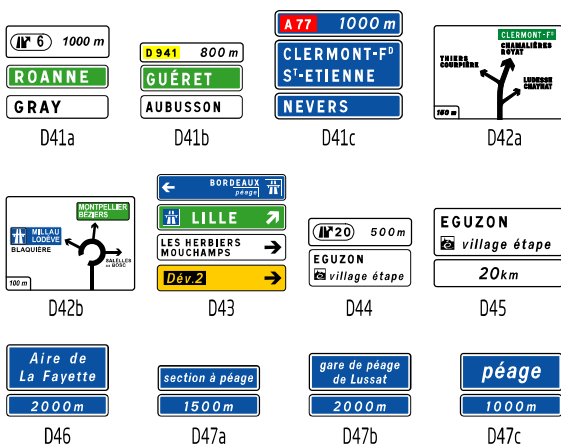 6 1000 m
ROANNE
GRAY
D41a
D 941 800 m
GUÉRET
AUBUSSON
D41b
A 77 1000 m
CLERMONT-Fᴰ
Sᵀ-ETIENNE
NEVERS
D41c
CLERMONT-Fᴰ
CHAMALIÈRES
ROYAT
THIERS
COURPIÈRE
LUDESSE
CHAYNAT
150 m
D42a
MONTPELLIER
BÉZIERS
MILLAU
LODÈVE
BLAQUIÈRE
SALELLES
DU BOSC
100 m
D42b
BORDEAUX
péage
LILLE
LES HERBIERS
MOUCHAMPS
Dév.2
D43
20 500m
EGUZON
village étape
D44
EGUZON
village étape
20km
D45
Aire de
La Fayette
2000m
D46
section à péage
1500m
D47a
gare de péage
de Lussat
2000m
D47b
péage
1000m
D47c